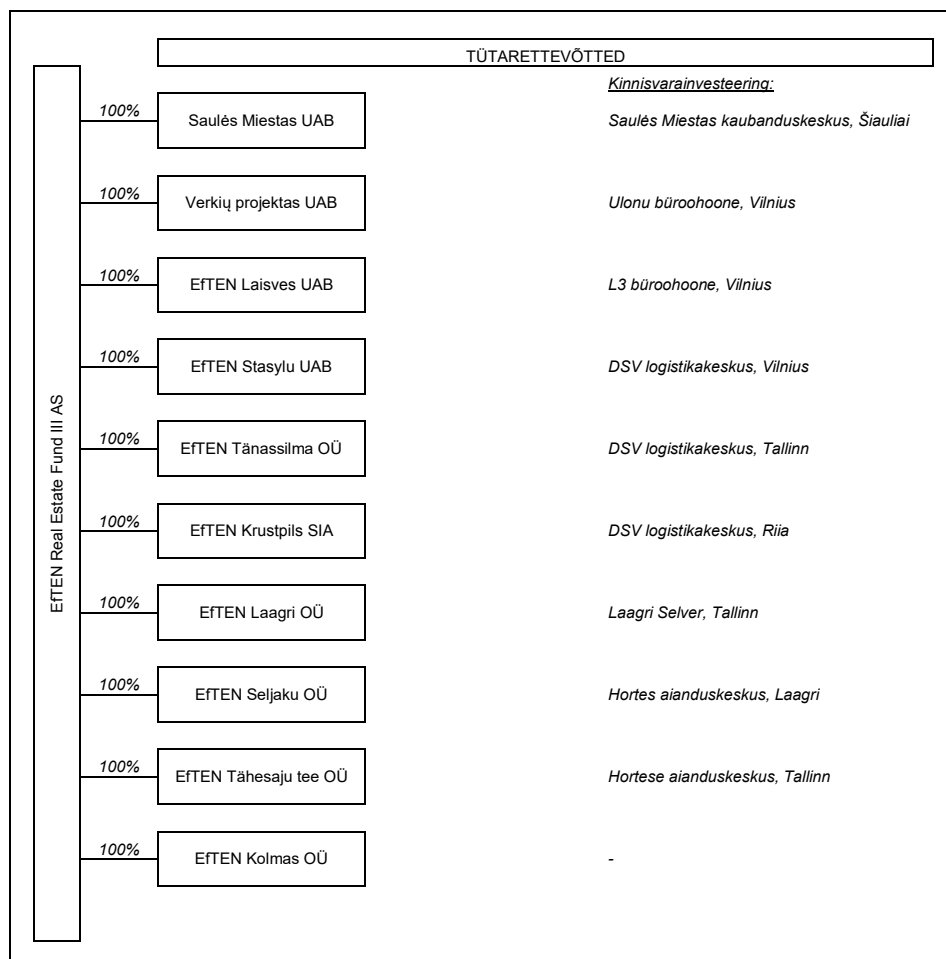 TÜTARETTEVÕTTED
Kinnisvarainvesteering:
EfTEN Real Estate Fund III AS
100%
Saulės Miestas UAB
Saulės Miestas kaubanduskeskus, Šiauliai
100%
Verkių projektas UAB
Ulonu büroohoone, Vilnius
100%
EfTEN Laisves UAB
L3 büroohoone, Vilnius
100%
EfTEN Stasylu UAB
DSV logistikakeskus, Vilnius
100%
EfTEN Tänassilma OÜ
DSV logistikakeskus, Tallinn
100%
EfTEN Krustpils SIA
DSV logistikakeskus, Riia
100%
EfTEN Laagri OÜ
Laagri Selver, Tallinn
100%
EfTEN Seljaku OÜ
Hortes aianduskeskus, Laagri
100%
EfTEN Tähesaju tee OÜ
Hortese aianduskeskus, Tallinn
100%
EfTEN Kolmas OÜ
-